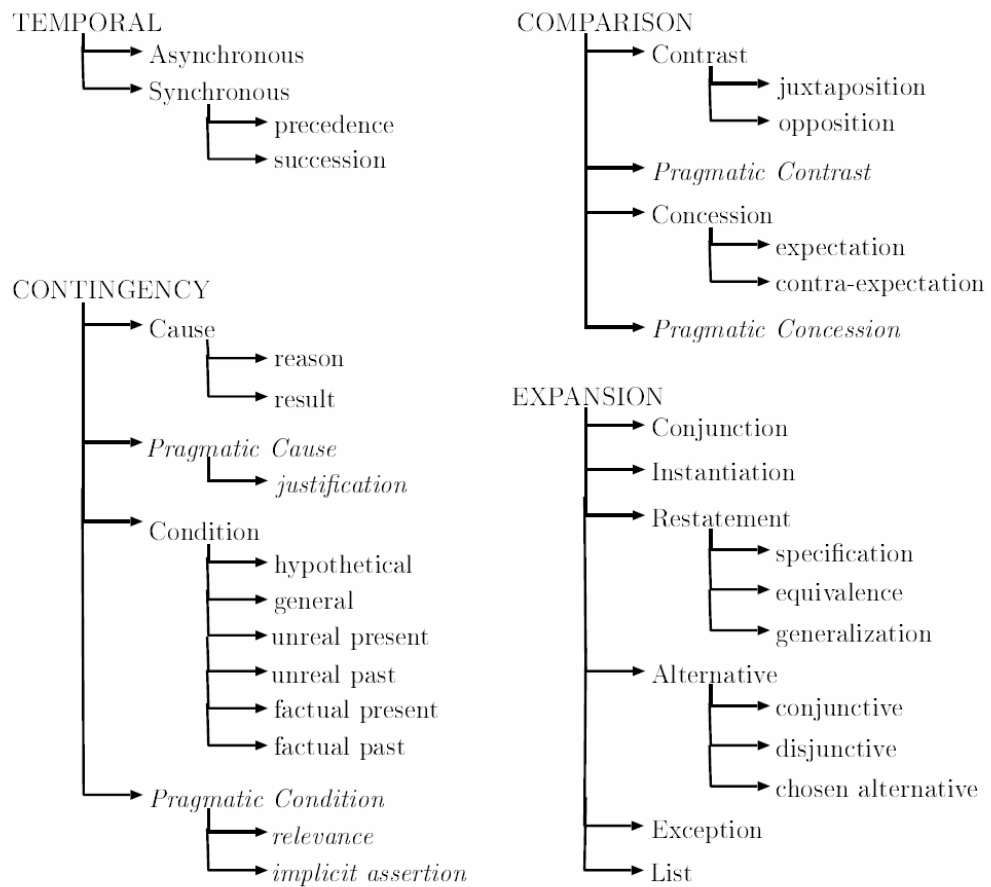 TEMPORAL
Asynchronous
Synchronous
precedence
succession
CONTINGENCY
Cause
reason
result
Pragmatic Cause
justification
Condition
hypothetical
general
unreal present
unreal past
factual present
factual past
Pragmatic Condition
relevance
implicit assertion
COMPARISON
Contrast
juxtaposition
opposition
Pragmatic Contrast
Concession
expectation
contra-expectation
Pragmatic Concession
EXPANSION
Conjunction
Instantiation
Restatement
specification
equivalence
generalization
Alternative
conjunctive
disjunctive
chosen alternative
Exception
List